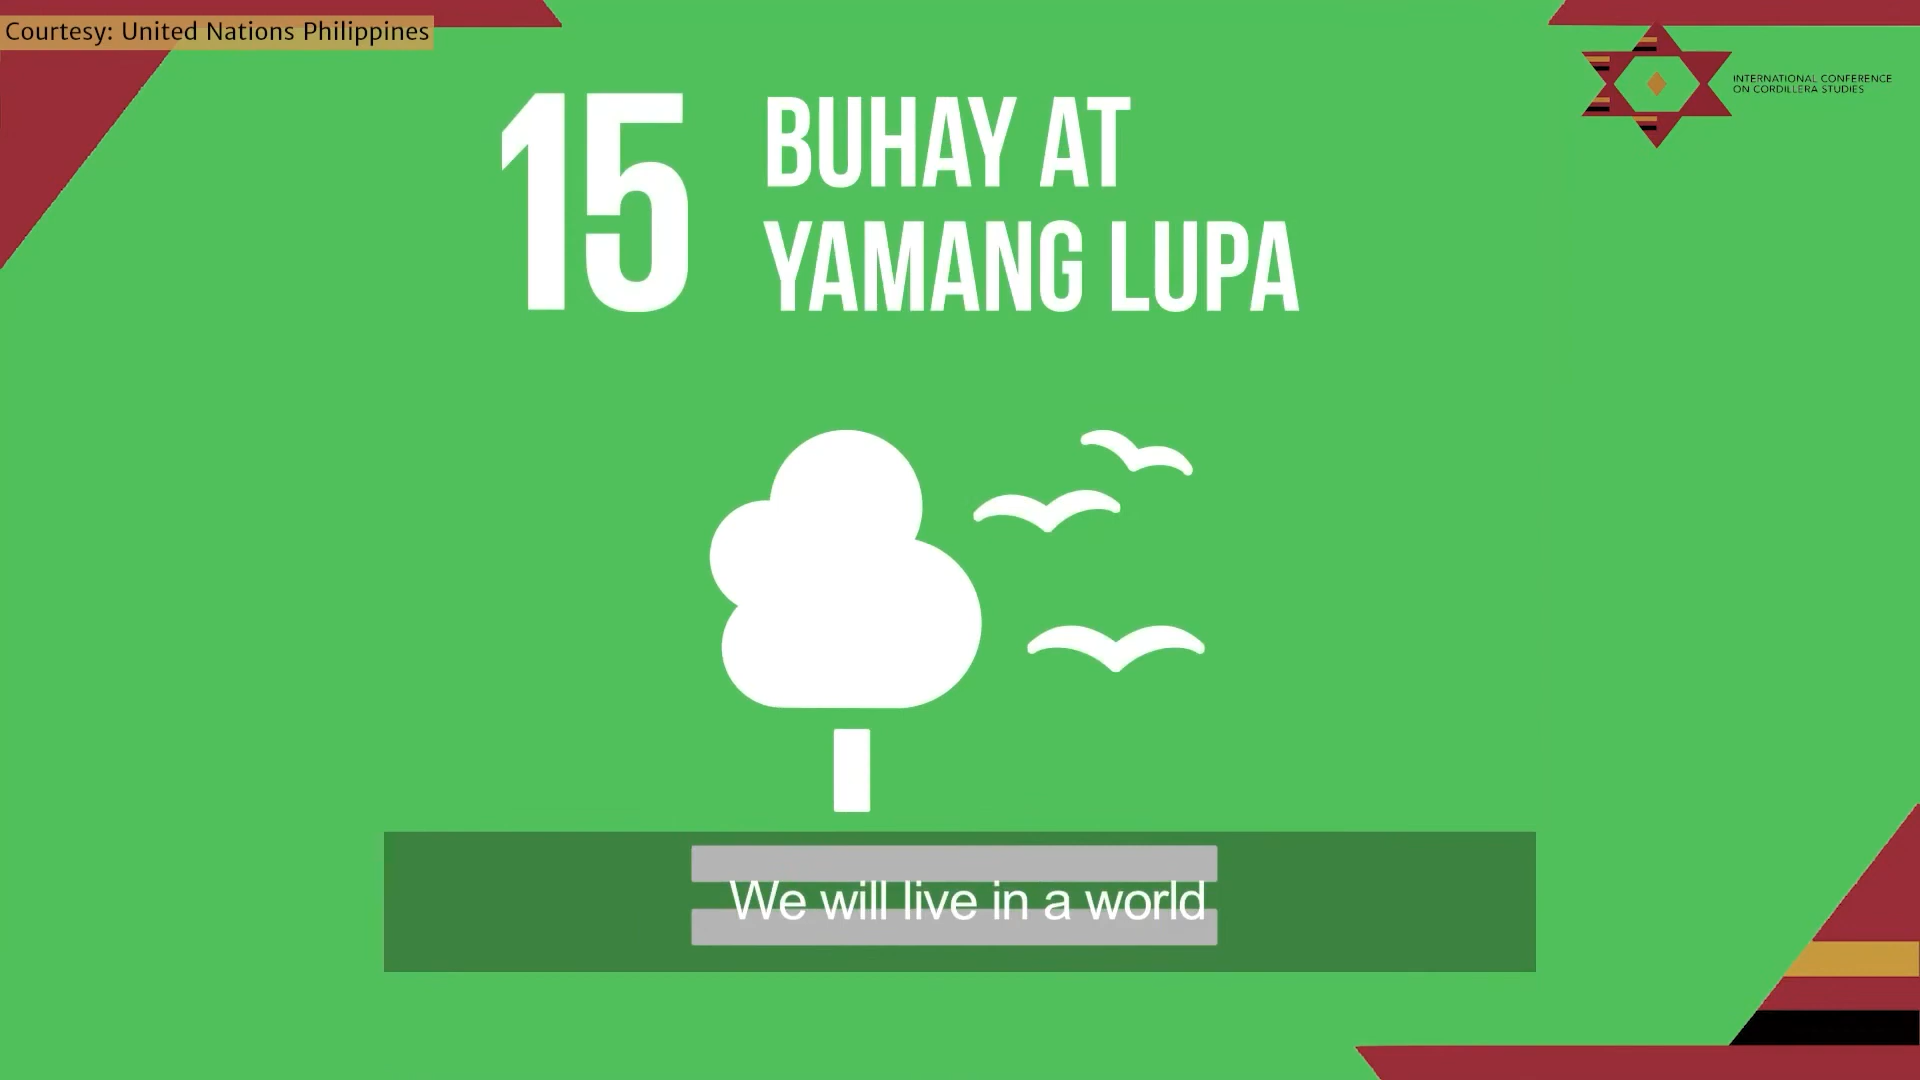 Courtesy: United Nations Philippines
INTERNATIONAL CONFERENCE
ON CORDILLERA STUDIES
15
BUHAY AT
YAMANG LUPA
We will live in a world